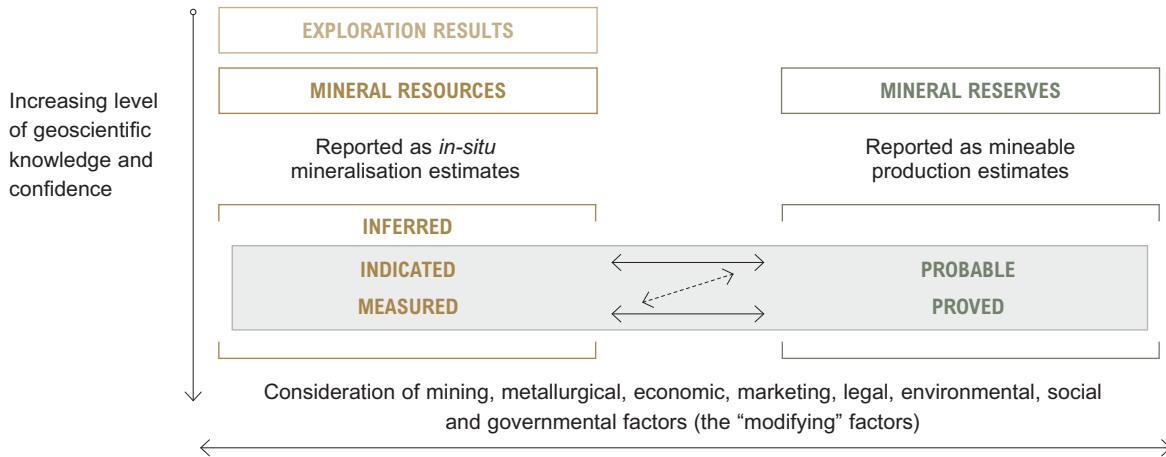 Increasing level
of geoscientific
knowledge and
confidence
EXPLORATION RESULTS
MINERAL RESOURCES
Reported as in-situ
mineralisation estimates
INFERRED
INDICATED
MEASURED
MINERAL RESERVES
Reported as mineable
production estimates
PROBABLE
PROVED
Consideration of mining, metallurgical, economic, marketing, legal, environmental, social
and governmental factors (the “modifying” factors)